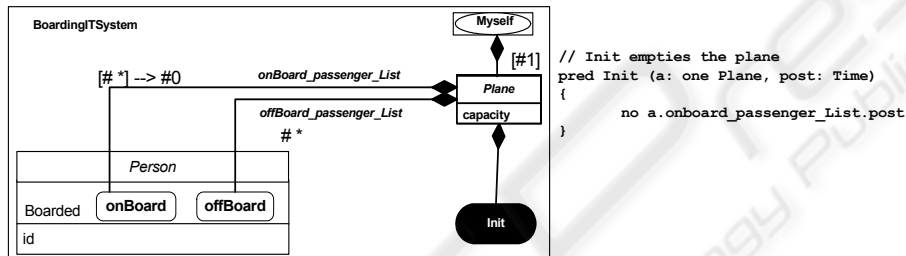 BoardingITSystem
Myself
[#1]
[# *] --> #0
onBoard_passenger_List
Plane
capacity
offBoard_passenger_List
# *
Person
Boarded
onBoard
offBoard
id
Init
// Init empties the plane
pred Init (a: one Plane, post: Time)
{
no a.onboard_passenger_List.post
}